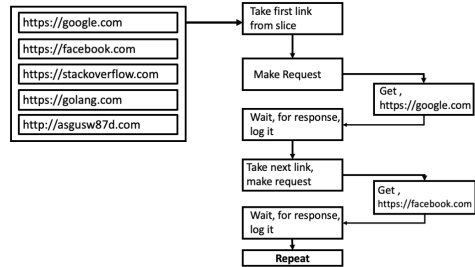 https://google.com
https://facebook.com
https://stackoverflow.com
https://golang.com
http://asgusw87d.com
Take first link
from slice
Make Request
Get ,
https://google.com
Wait, for response,
log it
Take next link,
make request
Get ,
https://facebook.com
Wait, for response,
log it
Repeat